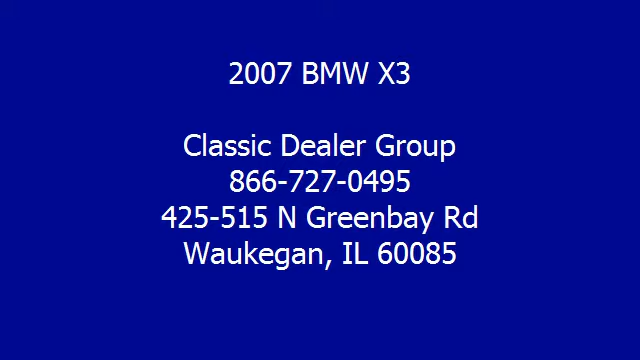 2007 BMW X3
Classic Dealer Group
866-727-0495
425-515 N Greenbay Rd
Waukegan, IL 60085